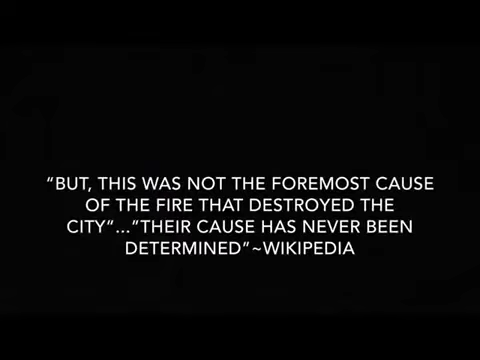 “BUT, THIS WAS NOT THE FOREMOST CAUSE
OF THE FIRE THAT DESTROYED THE
CITY”...”THEIR CAUSE HAS NEVER BEEN
DETERMINED”~WIKIPEDIA